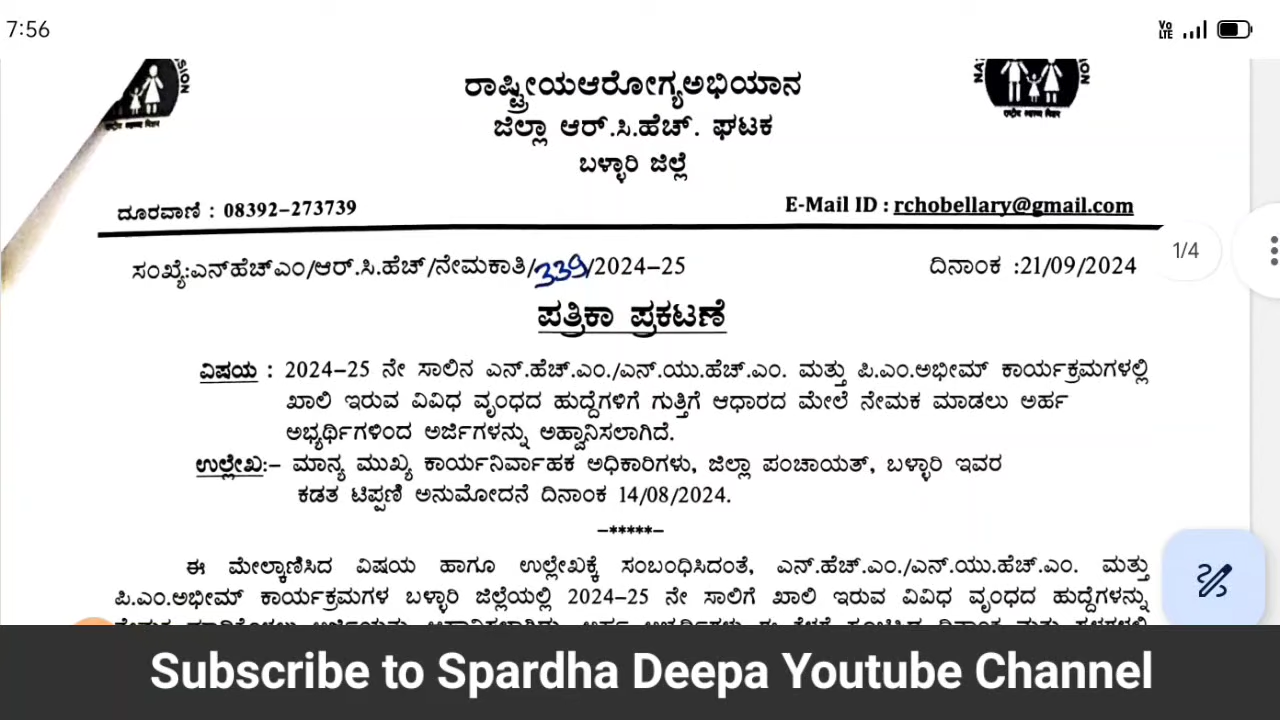 7:56
Vo LTE
ರಾಷ್ಟ್ರೀಯಆರೋಗ್ಯಅಭಿಯಾನ
ಜಿಲ್ಲಾ ಆರ್.ಸಿ.ಹೆಚ್. ಘಟಕ
ಬಳ್ಳಾರಿ ಜಿಲ್ಲೆ
ದೂರವಾಣಿ : 08392-273739 E-Mail ID : rchobellary@gmail.com
ಸಂಖ್ಯೆ:ಎನ್‌ಹೆಚ್‌ಎಂ/ಆರ್.ಸಿ.ಹೆಚ್/ನೇಮಕಾತಿ/339/2024-25 ದಿನಾಂಕ :21/09/2024
1/4
ಪತ್ರಿಕಾ ಪ್ರಕಟಣೆ
ವಿಷಯ : 2024-25 ನೇ ಸಾಲಿನ ಎನ್.ಹೆಚ್.ಎಂ./ಎನ್.ಯು.ಹೆಚ್.ಎಂ. ಮತ್ತು ಪಿ.ಎಂ.ಅಭೀಮ್ ಕಾರ್ಯಕ್ರಮಗಳಲ್ಲಿ
ಖಾಲಿ ಇರುವ ವಿವಿಧ ವೃಂಧದ ಹುದ್ದೆಗಳಿಗೆ ಗುತ್ತಿಗೆ ಆಧಾರದ ಮೇಲೆ ನೇಮಕ ಮಾಡಲು ಅರ್ಹ
ಅಭ್ಯರ್ಥಿಗಳಿಂದ ಅರ್ಜಿಗಳನ್ನು ಅಹ್ವಾನಿಸಲಾಗಿದೆ.
ಉಲ್ಲೇಖ:- ಮಾನ್ಯ ಮುಖ್ಯ ಕಾರ್ಯನಿರ್ವಾಹಕ ಅಧಿಕಾರಿಗಳು, ಜಿಲ್ಲಾ ಪಂಚಾಯತ್, ಬಳ್ಳಾರಿ ಇವರ
ಕಡತ ಟಿಪ್ಪಣಿ ಅನುಮೋದನೆ ದಿನಾಂಕ 14/08/2024.
-*****-
ಈ ಮೇಲ್ಕಾಣಿಸಿದ ವಿಷಯ ಹಾಗೂ ಉಲ್ಲೇಖಕ್ಕೆ ಸಂಬಂಧಿಸಿದಂತೆ, ಎನ್.ಹೆಚ್.ಎಂ./ಎನ್.ಯು.ಹೆಚ್.ಎಂ. ಮತ್ತು
ಪಿ.ಎಂ.ಅಭೀಮ್ ಕಾರ್ಯಕ್ರಮಗಳ ಬಳ್ಳಾರಿ ಜಿಲ್ಲೆಯಲ್ಲಿ 2024-25 ನೇ ಸಾಲಿಗೆ ಖಾಲಿ ಇರುವ ವಿವಿಧ ವೃಂಧದ ಹುದ್ದೆಗಳನ್ನು
Subscribe to Spardha Deepa Youtube Channel